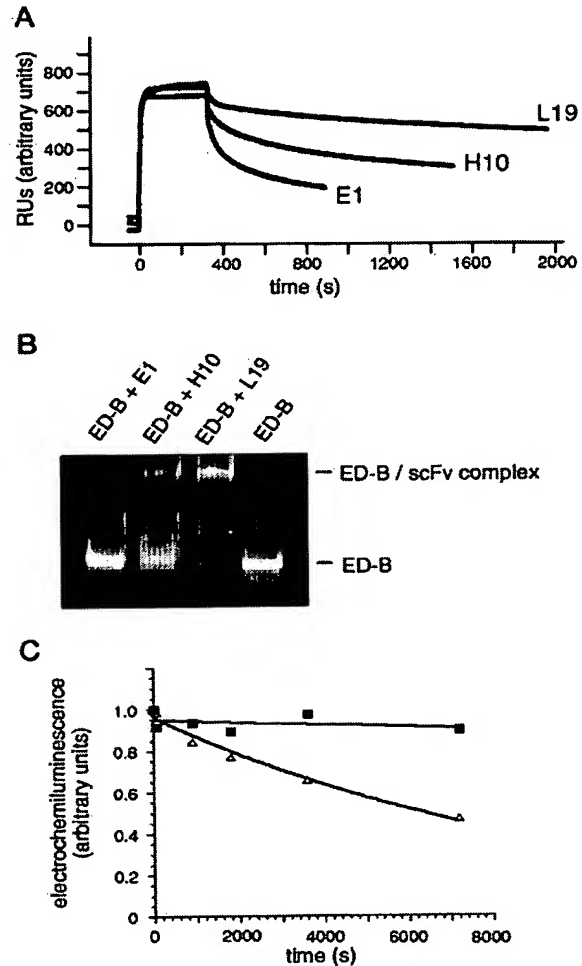 A
RUs (arbitrary units)
800
600
400
200
0
L19
H10
E1
0 400 800 1200 1600 2000
time (s)
B
ED-B + E1
ED-B + H10
ED-B + L19
ED-B
ED-B / scFv complex
ED-B
C
electrochemiluminescence
(arbitrary units)
1.0
0.8
0.6
0.4
0.2
0
0 2000 4000 6000 8000
time (s)